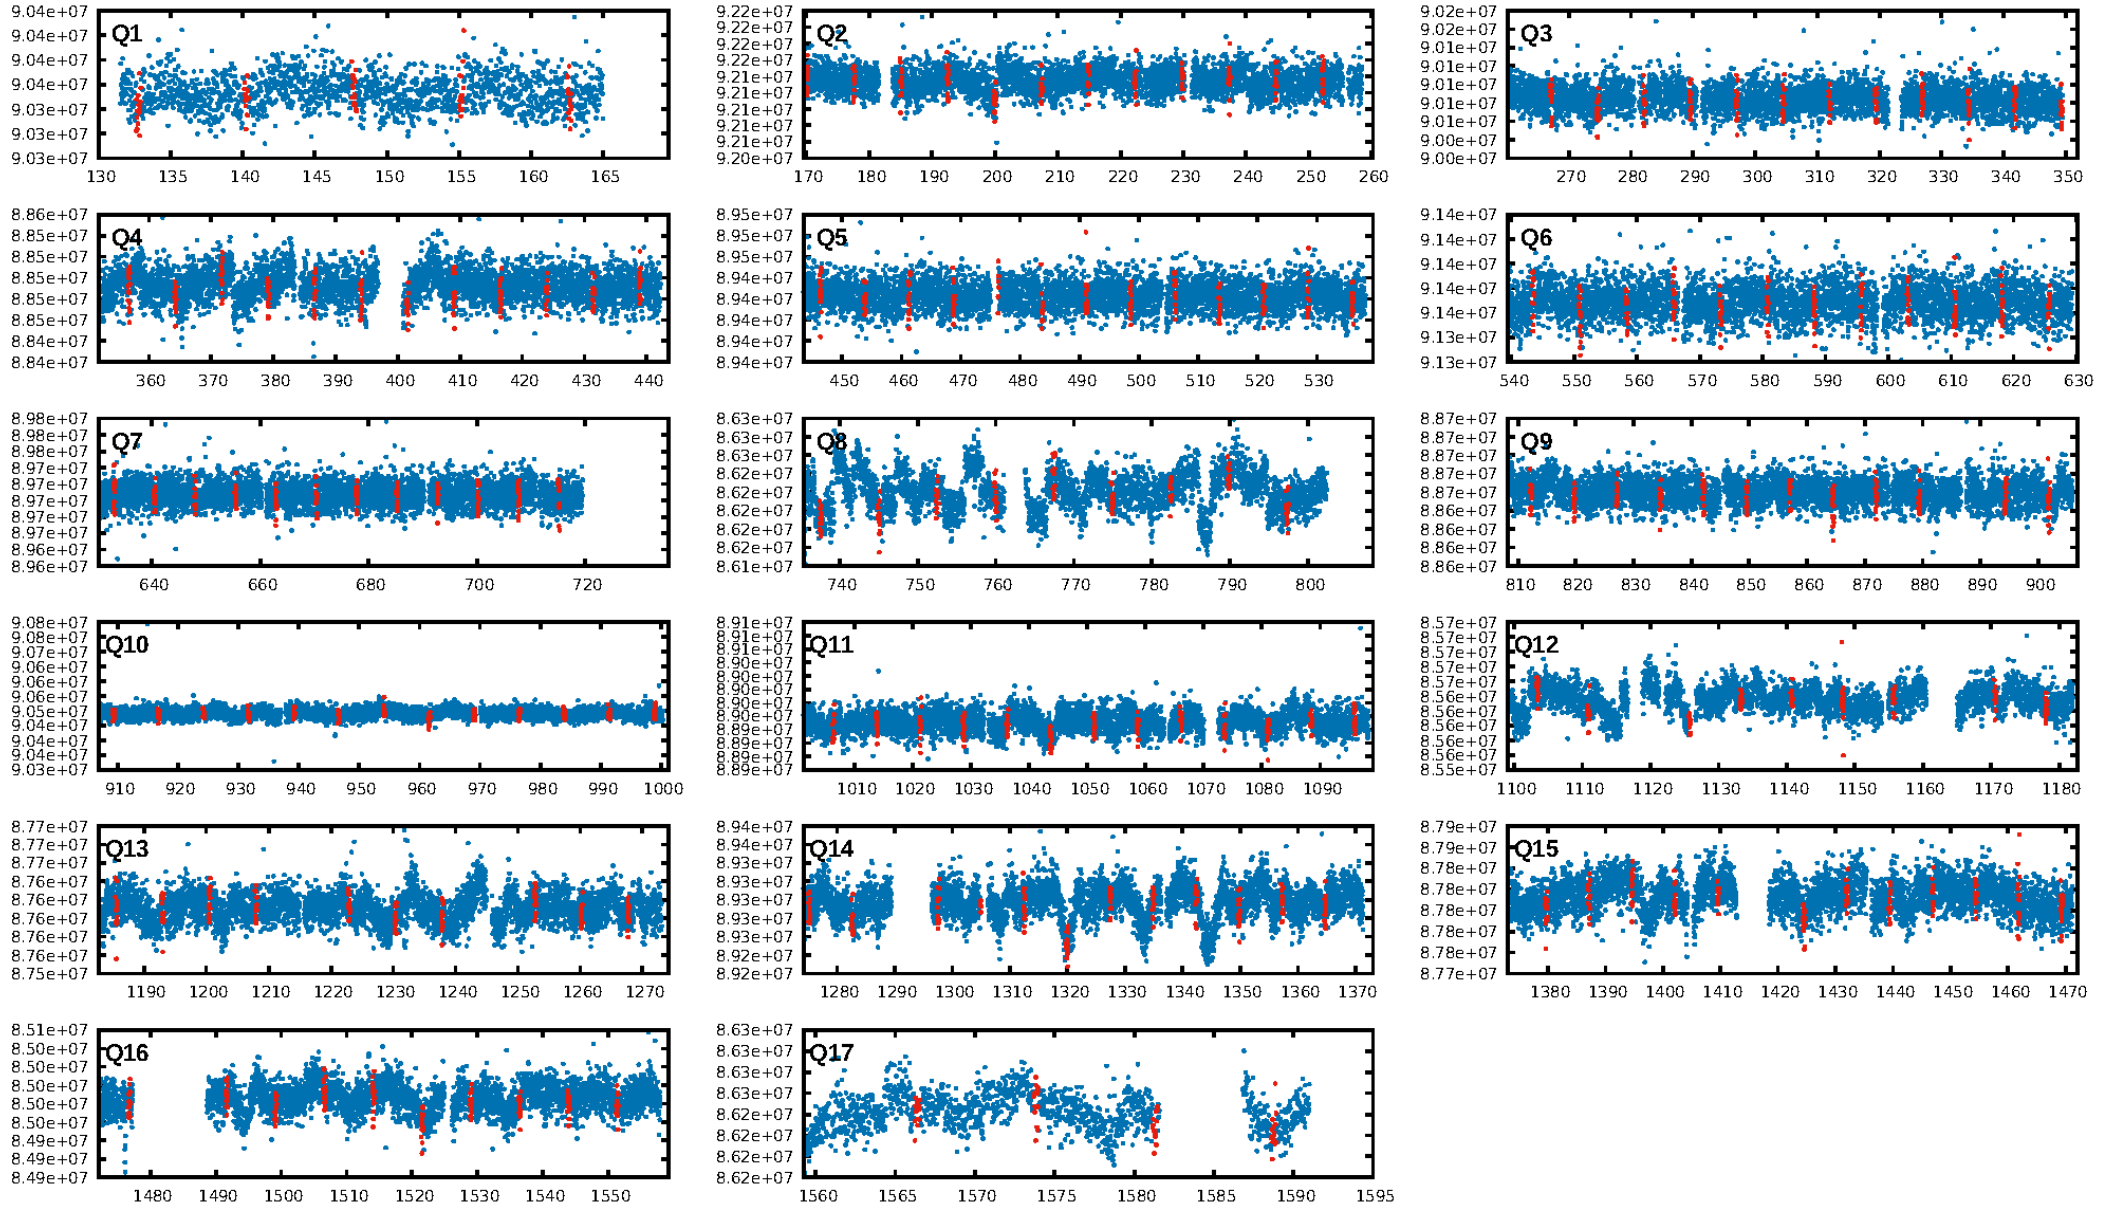 9.04e+07
9.04e+07
9.04e+07
9.04e+07
9.03e+07
9.03e+07
9.03e+07
Q1
130 135 140 145 150 155 160 165
9.22e+07
9.22e+07
9.22e+07
9.22e+07
9.21e+07
9.21e+07
9.21e+07
9.21e+07
9.21e+07
9.20e+07
Q2
170 180 190 200 210 220 230 240 250 260
9.02e+07
9.01e+07
9.01e+07
9.01e+07
9.01e+07
9.01e+07
9.01e+07
9.00e+07
9.00e+07
Q3
270 280 290 300 310 320 330 340 350
8.86e+07
8.85e+07
8.85e+07
8.85e+07
8.85e+07
8.85e+07
8.84e+07
8.84e+07
Q4
360 370 380 390 400 410 420 430 440
8.95e+07
8.95e+07
8.95e+07
8.94e+07
8.94e+07
8.94e+07
8.94e+07
8.94e+07
Q5
450 460 470 480 490 500 510 520 530
9.14e+07
9.14e+07
9.14e+07
9.14e+07
9.14e+07
9.13e+07
9.13e+07
Q6
540 550 560 570 580 590 600 610 620 630
8.98e+07
8.98e+07
8.98e+07
8.97e+07
8.97e+07
8.97e+07
8.97e+07
8.97e+07
8.96e+07
8.96e+07
Q7
640 660 680 700 720
8.63e+07
8.63e+07
8.63e+07
8.62e+07
8.62e+07
8.62e+07
8.62e+07
8.62e+07
8.61e+07
Q8
740 750 760 770 780 790 800
8.87e+07
8.87e+07
8.87e+07
8.87e+07
8.87e+07
8.86e+07
8.86e+07
8.86e+07
8.86e+07
Q9
810 820 830 840 850 860 870 880 890 900
9.08e+07
9.08e+07
9.07e+07
9.06e+07
9.06e+07
9.06e+07
9.05e+07
9.04e+07
9.04e+07
9.04e+07
9.03e+07
Q10
910 920 930 940 950 960 970 980 990 1000
8.91e+07
8.91e+07
8.91e+07
8.90e+07
8.90e+07
8.90e+07
8.90e+07
8.90e+07
8.89e+07
8.89e+07
8.89e+07
8.89e+07
Q11
1010 1020 1030 1040 1050 1060 1070 1080 1090
8.57e+07
8.57e+07
8.57e+07
8.57e+07
8.57e+07
8.56e+07
8.56e+07
8.56e+07
8.56e+07
8.56e+07
8.55e+07
Q12
1100 1110 1120 1130 1140 1150 1160 1170 1180
8.77e+07
8.77e+07
8.77e+07
8.76e+07
8.76e+07
8.76e+07
8.76e+07
8.76e+07
8.75e+07
Q13
1190 1200 1210 1220 1230 1240 1250 1260 1270
8.94e+07
8.94e+07
8.93e+07
8.93e+07
8.93e+07
8.93e+07
8.93e+07
8.92e+07
8.92e+07
Q14
1280 1290 1300 1310 1320 1330 1340 1350 1360 1370
8.79e+07
8.79e+07
8.78e+07
8.78e+07
8.78e+07
8.78e+07
8.78e+07
8.77e+07
Q15
1380 1390 1400 1410 1420 1430 1440 1450 1460 1470
8.51e+07
8.50e+07
8.50e+07
8.50e+07
8.50e+07
8.50e+07
8.49e+07
8.49e+07
8.49e+07
Q16
1480 1490 1500 1510 1520 1530 1540 1550
8.63e+07
8.63e+07
8.63e+07
8.63e+07
8.62e+07
8.62e+07
8.62e+07
8.62e+07
Q17
1560 1565 1570 1575 1580 1585 1590 1595